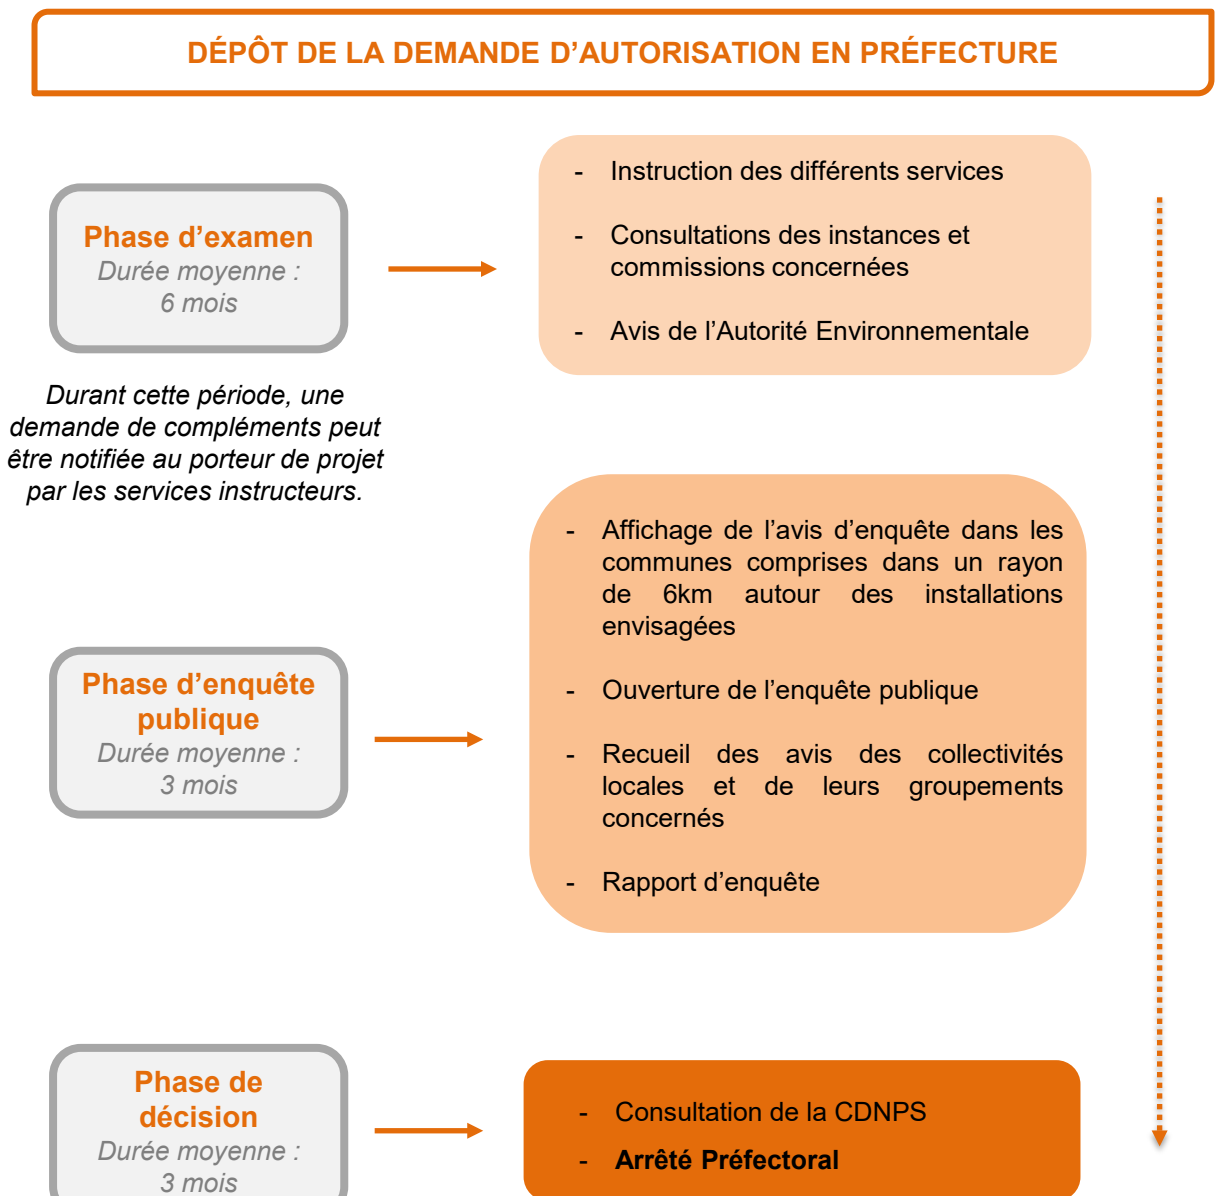 DÉPÔT DE LA DEMANDE D’AUTORISATION EN PRÉFECTURE
Phase d’examen
Durée moyenne :
6 mois
- Instruction des différents services
- Consultations des instances et
commissions concernées
- Avis de l’Autorité Environnementale
Durant cette période, une
demande de compléments peut
être notifiée au porteur de projet
par les services instructeurs.
Phase d’enquête
publique
Durée moyenne :
3 mois
- Affichage de l’avis d’enquête dans les
communes comprises dans un rayon
de 6km autour des installations
envisagées
- Ouverture de l’enquête publique
- Recueil des avis des collectivités
locales et de leurs groupements
concernés
- Rapport d’enquête
Phase de
décision
Durée moyenne :
3 mois
- Consultation de la CDNPS
- Arrêté Préfectoral